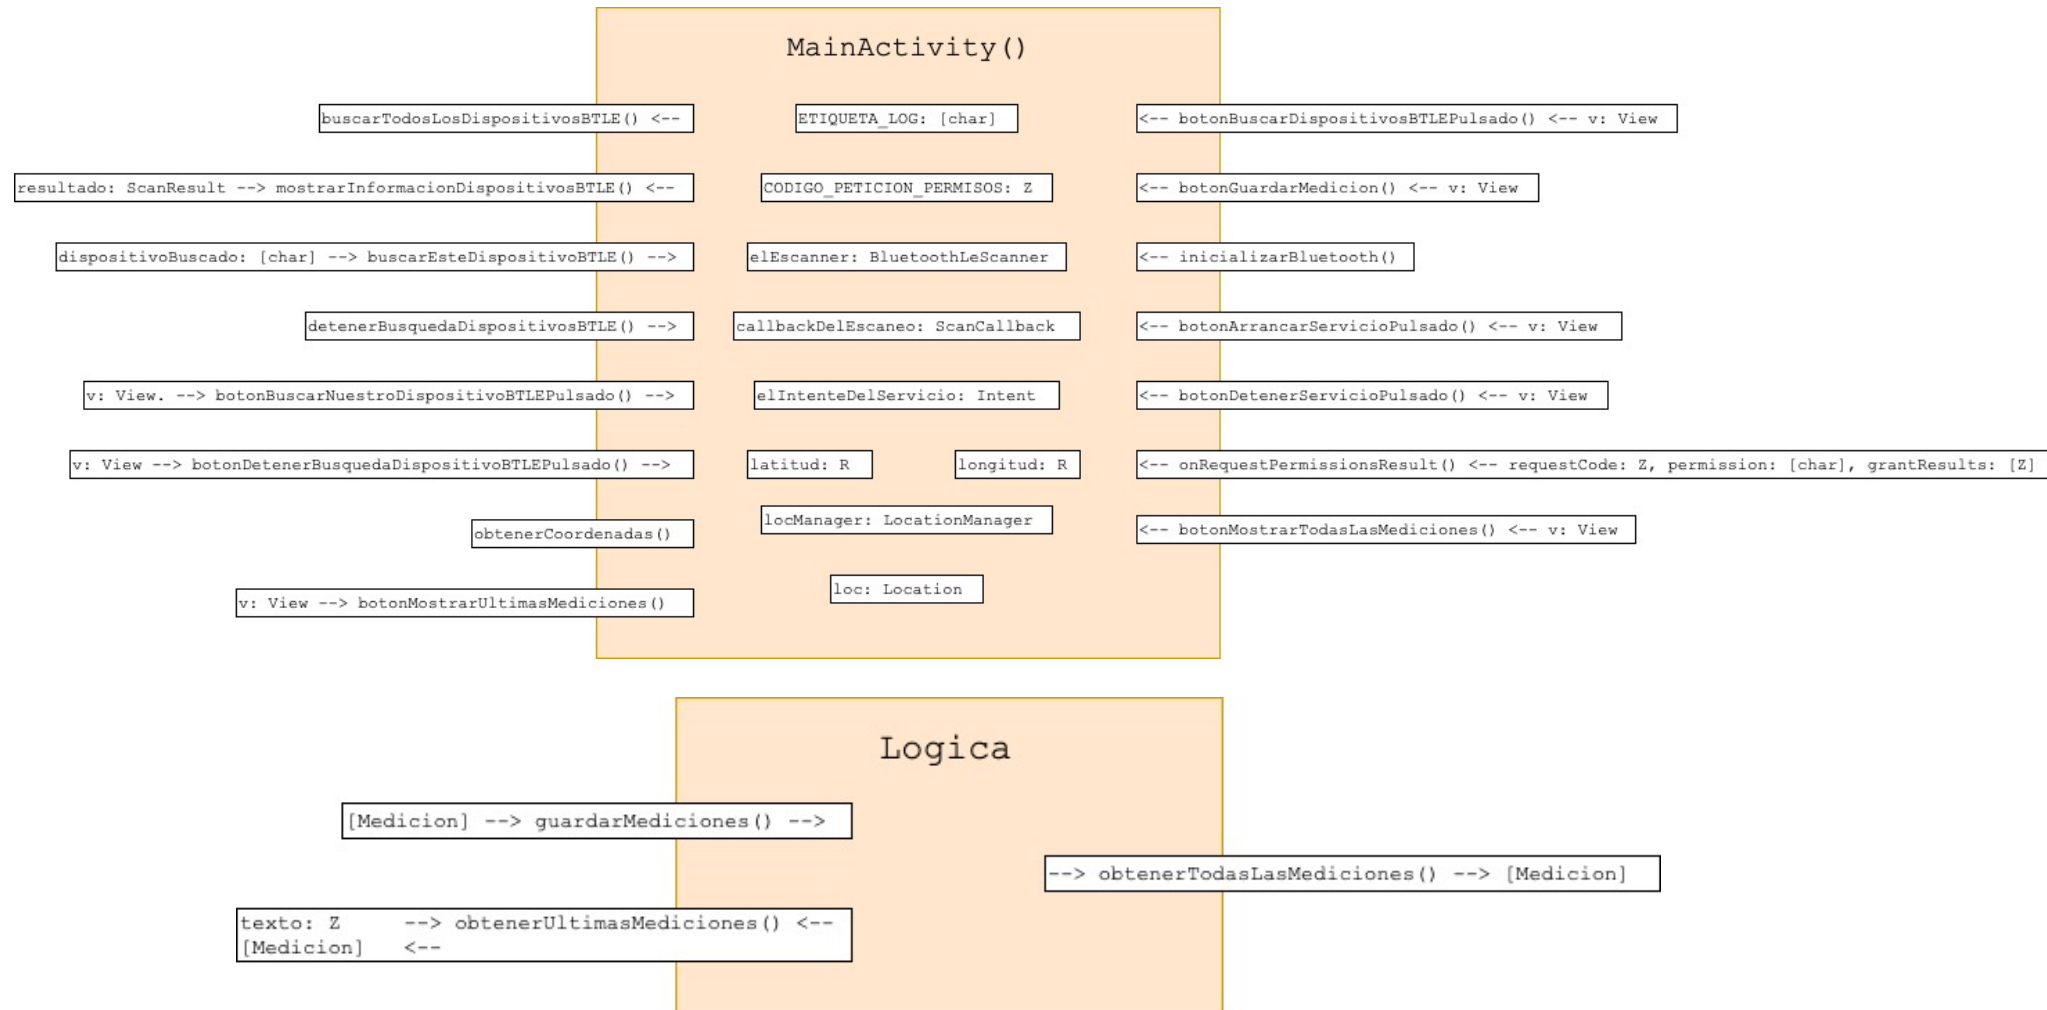 MainActivity()
buscarTodosLosDispositivosBTLE() <--
ETIQUETA_LOG: [char]
<-- botonBuscarDispositivosBTLEPulsado() <-- v: View
resultado: ScanResult --> mostrarInformacionDispositivosBTLE() <--
CODIGO_PETICION_PERMISOS: Z
<-- botonGuardarMedicion() <-- v: View
dispositivoBuscado: [char] --> buscarEsteDispositivoBTLE() -->
elEscanner: BluetoothLeScanner
<-- inicializarBluetooth()
detenerBusquedaDispositivosBTLE() -->
callbackDelEscaneo: ScanCallback
<-- botonArrancarServicioPulsado() <-- v: View
v: View. --> botonBuscarNuestroDispositivoBTLEPulsado() -->
elIntenteDelServicio: Intent
<-- botonDetenerServicioPulsado() <-- v: View
v: View --> botonDetenerBusquedaDispositivoBTLEPulsado() -->
latitud: R
longitud: R
<-- onRequestPermissionsResult() <-- requestCode: Z, permission: [char], grantResults: [Z]
obtenerCoordenadas()
locManager: LocationManager
<-- botonMostrarTodasLasMediciones() <-- v: View
v: View --> botonMostrarUltimasMediciones()
loc: Location
Logica
[Medicion] --> guardarMediciones() -->
--> obtenerTodasLasMediciones() --> [Medicion]
texto: Z --> obtenerUltimasMediciones() <--
[Medicion] <--